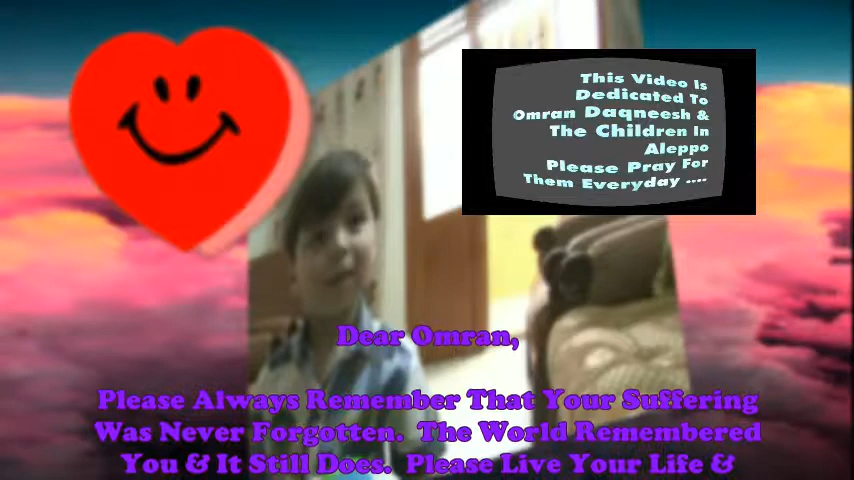 This Video Is
Dedicated To
Omran Daqneesh &
The Children In
Aleppo
Please Pray For
Them Everyday ....
Dear Omran,
Please Always Remember That Your Suffering
Was Never Forgotten. The World Remembered
You & It Still Does. Please Live Your Life &